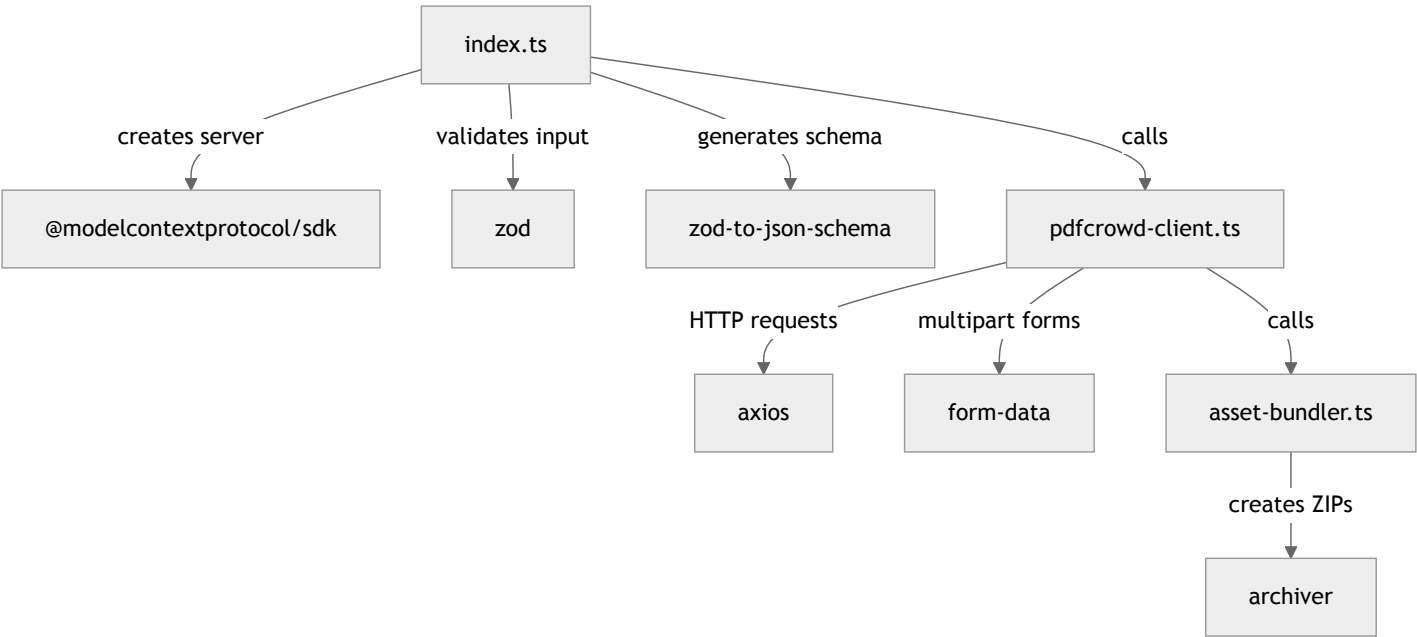 index.ts
creates server
validates input
generates schema
calls
@modelcontextprotocol/sdk
zod
zod-to-json-schema
pdfcrowd-client.ts
HTTP requests
multipart forms
calls
axios
form-data
asset-bundler.ts
creates ZIPs
archiver